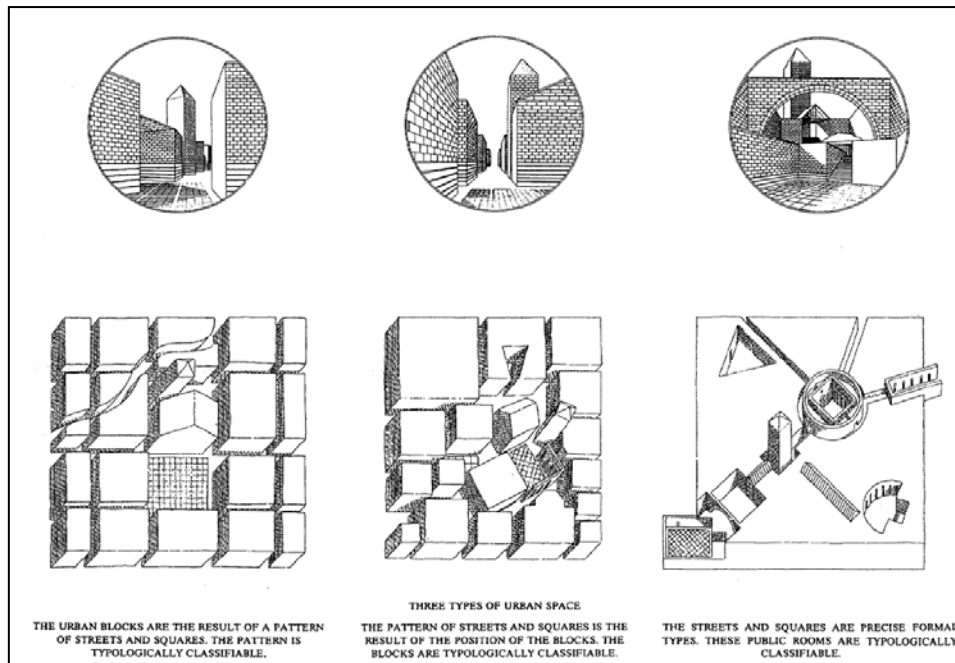 THREE TYPES OF URBAN SPACE
THE URBAN BLOCKS ARE THE RESULT OF A PATTERN
OF STREETS AND SQUARES. THE PATTERN IS
TYPOLOGICALLY CLASSIFIABLE.
THE PATTERN OF STREETS AND SQUARES IS THE
RESULT OF THE POSITION OF THE BLOCKS. THE
BLOCKS ARE TYPOLOGICALLY CLASSIFIABLE.
THE STREETS AND SQUARES ARE PRECISE FORMAL
TYPES. THESE PUBLIC ROOMS ARE TYPOLOGICALLY
CLASSIFIABLE.